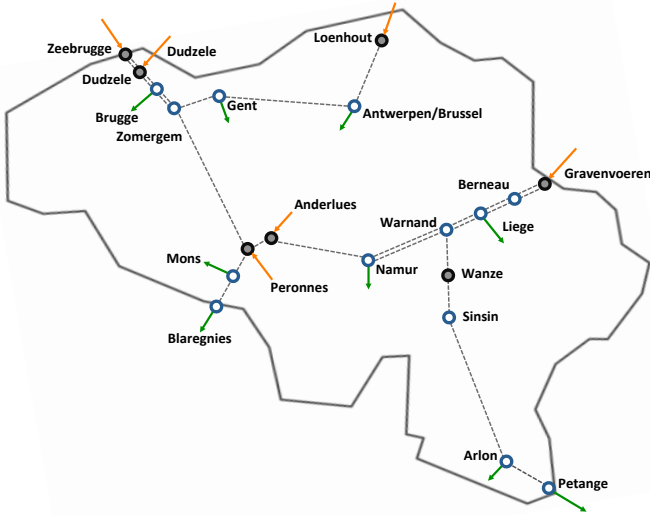 Loenhout
Zeebrugge
Dudzele
Dudzele
Brugge
Gent
Antwerpen/Brussel
Zomergem
Gravenvoeren
Berneau
Anderlues
Warnand
Liege
Mons
Namur
Wanze
Peronnes
Sinsin
Blaregnies
Arlon
Petange